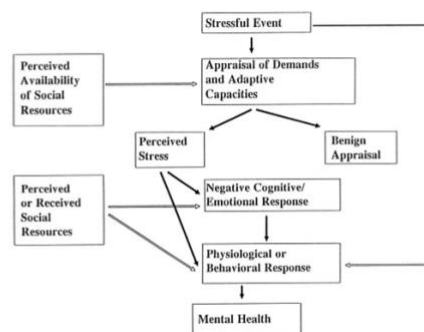 Stressful Event
Perceived
Availability
of Social
Resources
Appraisal of Demands
and Adaptive
Capacities
Perceived
Stress
Benign
Appraisal
Perceived
or Received
Social
Resources
Negative Cognitive/
Emotional Response
Physiological or
Behavioral Response
Mental Health